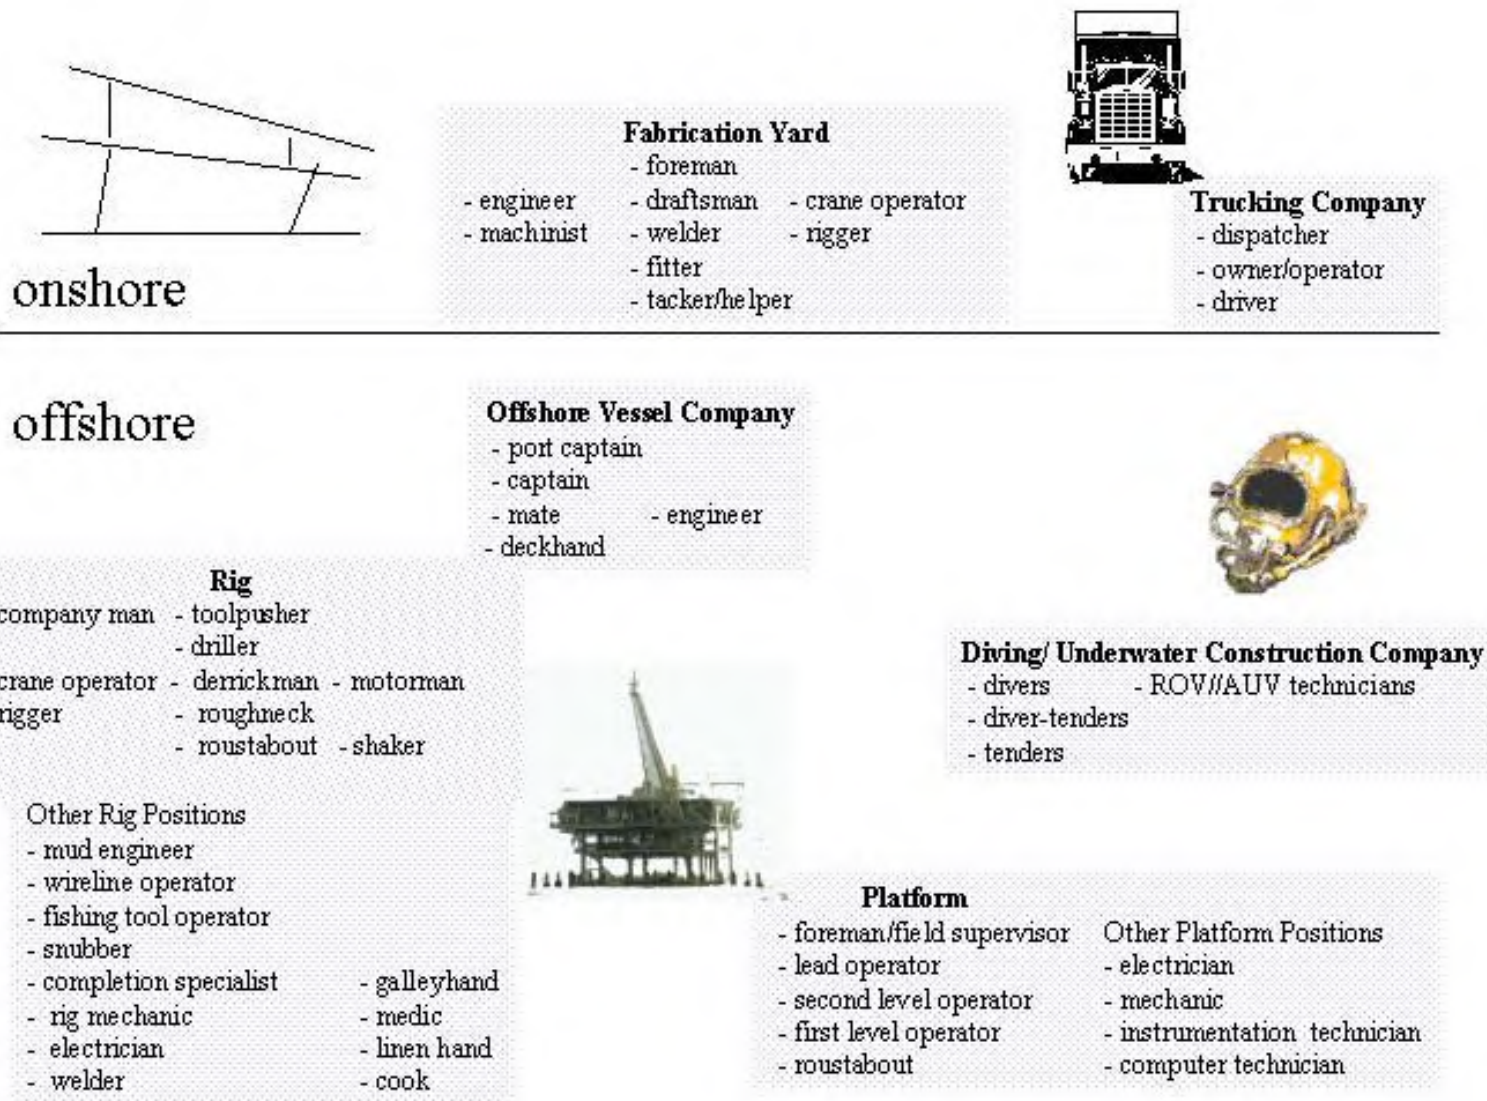 Fabrication Yard
- foreman
- engineer - draftsman - crane operator
- machinist - welder - rigger
- fitter
- tacker/helper
Trucking Company
- dispatcher
- owner/operator
- driver
onshore
offshore
Offshore Vessel Company
- port captain
- captain
- mate - engineer
- deckhand
Rig
company man - toolpusher
- driller
crane operator - derrickman - motorman
rigger - roughneck
- roustabout - shaker
Other Rig Positions
- mud engineer
- wireline operator
- fishing tool operator
- snubber
- completion specialist - galleyhand
- rig mechanic - medic
- electrician - linen hand
- welder - cook
Diving/ Underwater Construction Company
- divers - ROV//AUV technicians
- diver-tenders
- tenders
Platform
- foreman/field supervisor Other Platform Positions
- lead operator - electrician
- second level operator - mechanic
- first level operator - instrumentation technician
- roustabout - computer technician